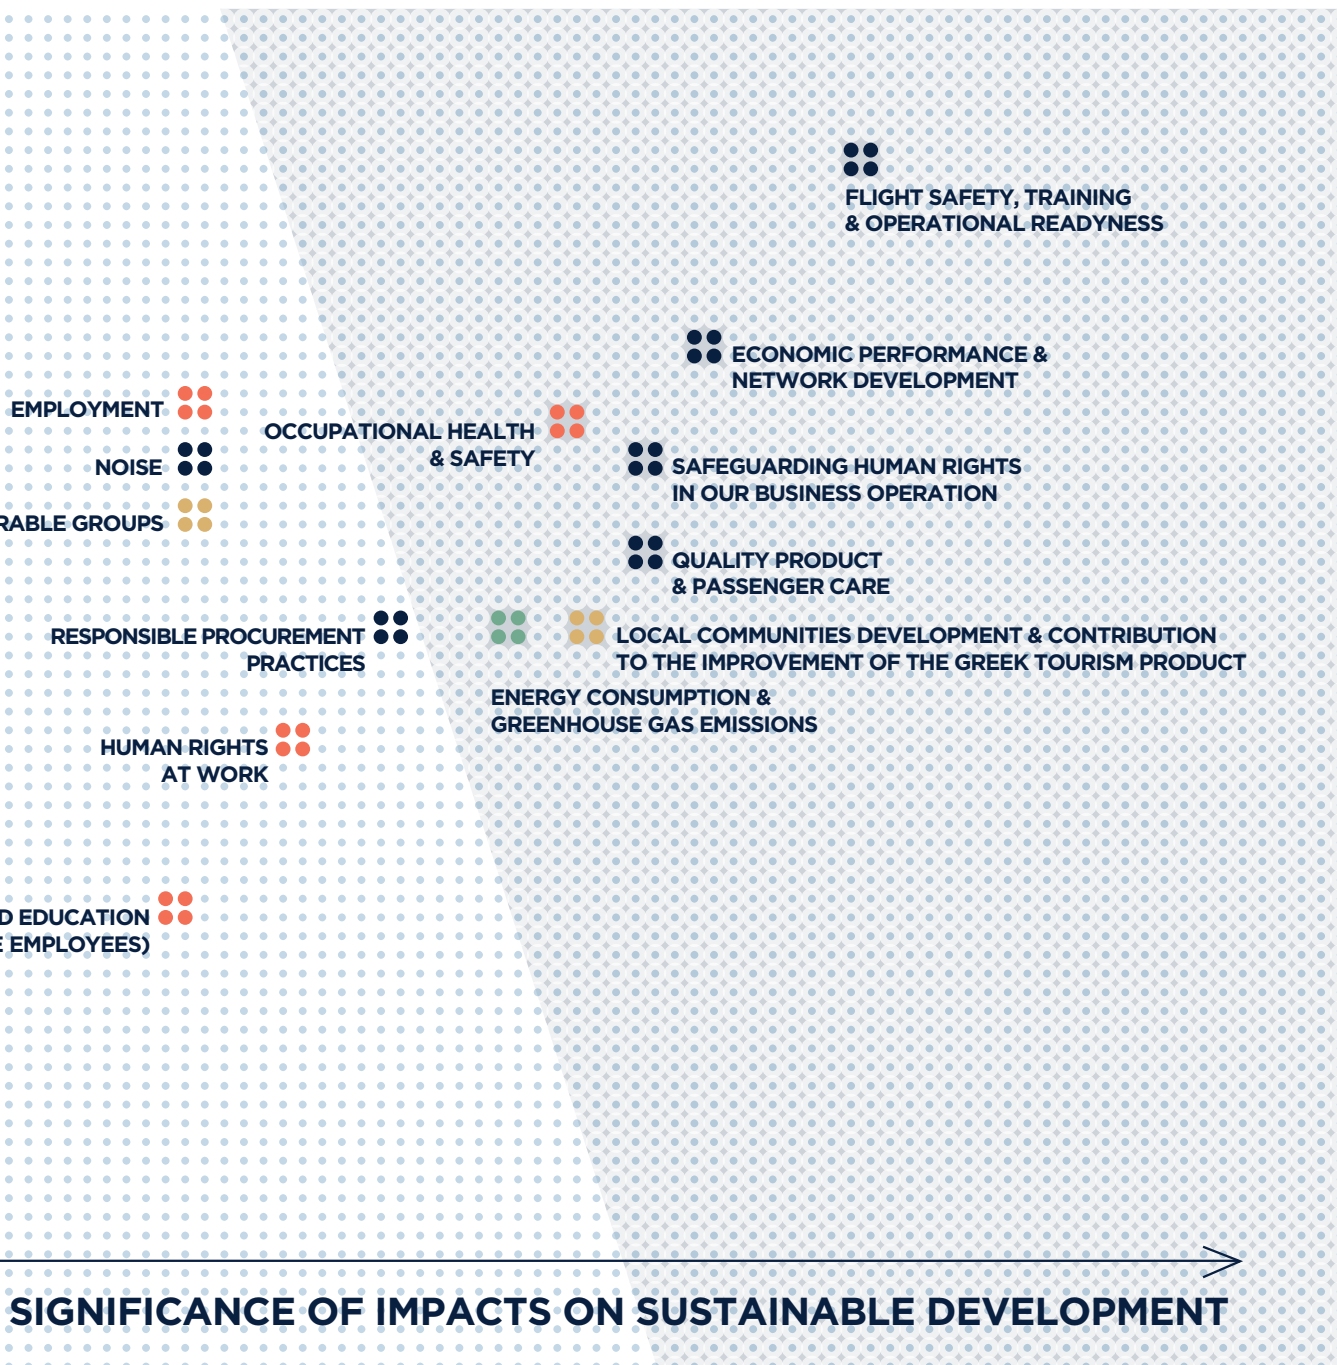 FLIGHT SAFETY, TRAINING
& OPERATIONAL READYNESS
ECONOMIC PERFORMANCE &
NETWORK DEVELOPMENT
EMPLOYMENT
OCCUPATIONAL HEALTH
& SAFETY
NOISE
SAFEGUARDING HUMAN RIGHTS
IN OUR BUSINESS OPERATION
GROUPS
QUALITY PRODUCT
& PASSENGER CARE
RESPONSIBLE PROCUREMENT
PRACTICES
LOCAL COMMUNITIES DEVELOPMENT & CONTRIBUTION
TO THE IMPROVEMENT OF THE GREEK TOURISM PRODUCT
ENERGY CONSUMPTION &
GREENHOUSE GAS EMISSIONS
HUMAN RIGHTS
AT WORK
EDUCATION
EMPLOYEES)
SIGNIFICANCE OF IMPACTS ON SUSTAINABLE DEVELOPMENT